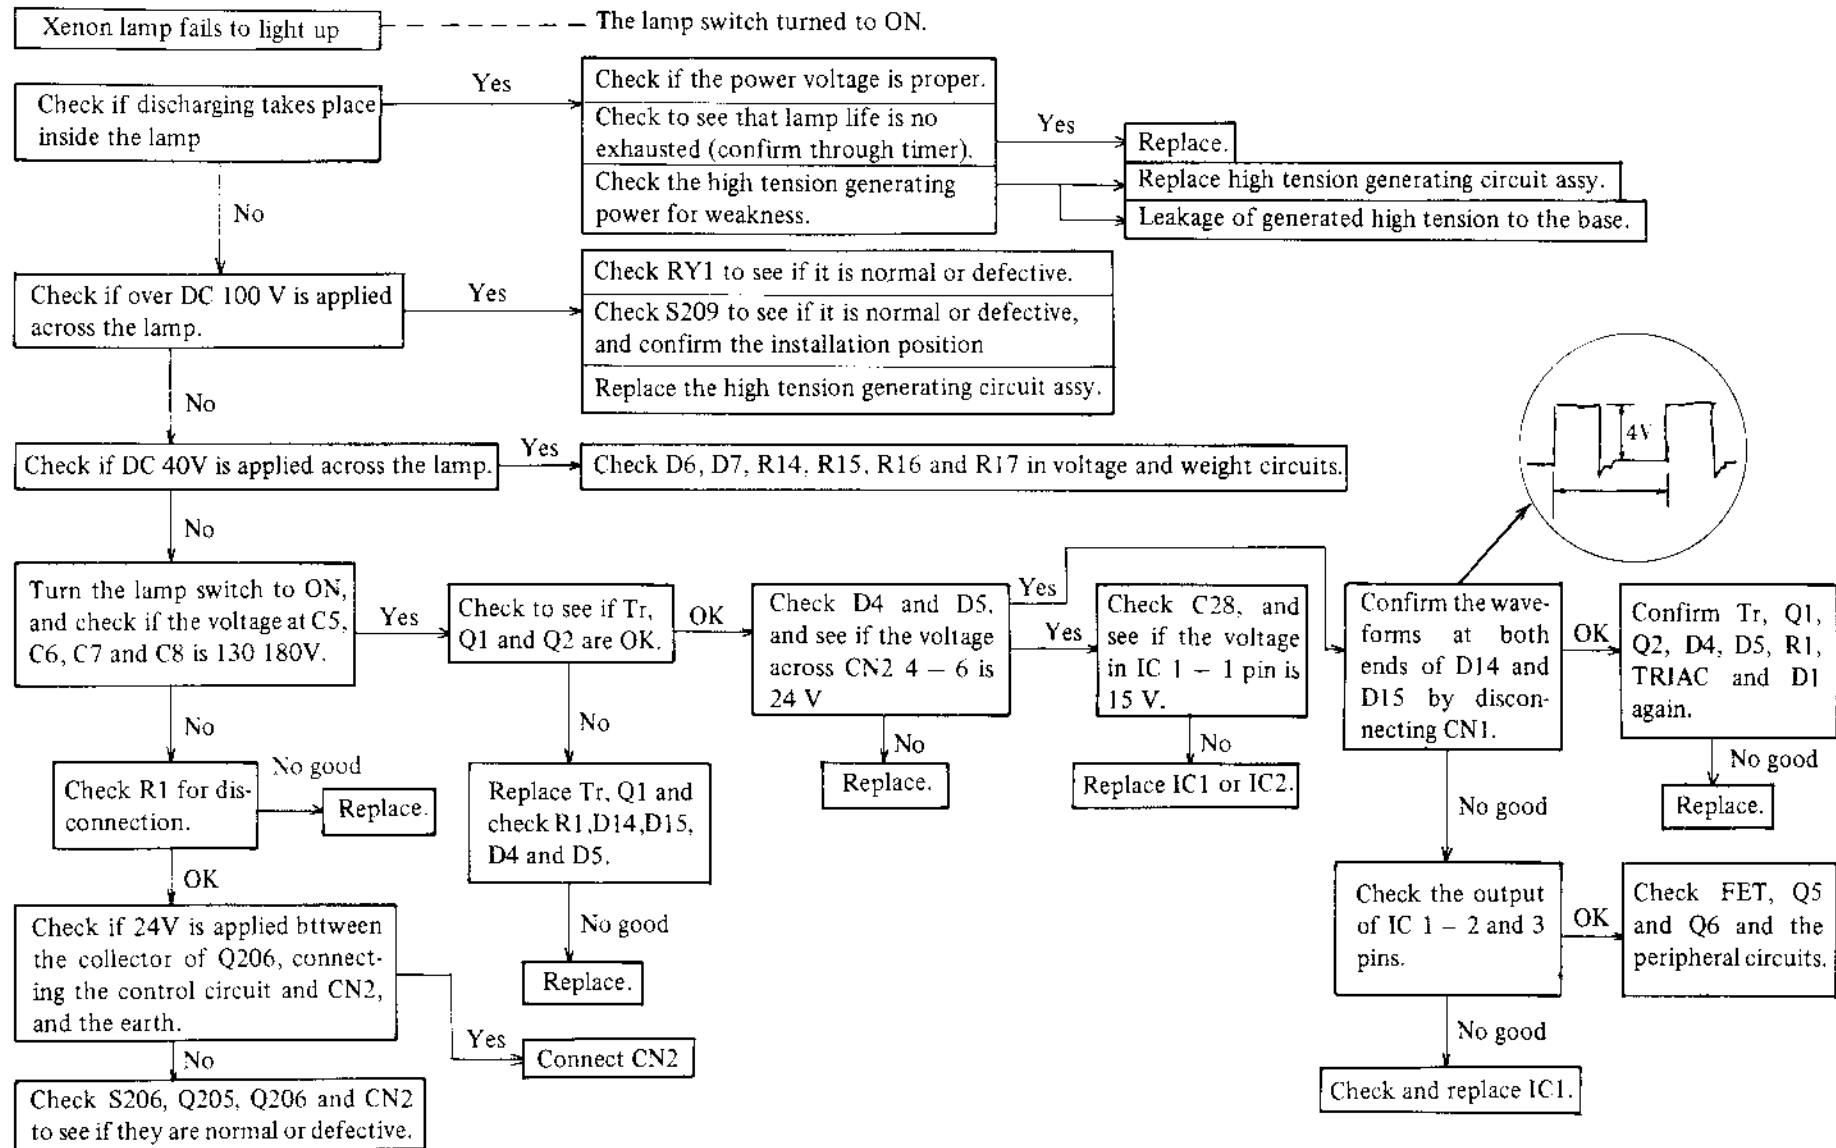 Xenon lamp fails to light up
The lamp switch turned to ON.
Check if discharging takes place
inside the lamp
Yes
Check if the power voltage is proper.
Check to see that lamp life is no
exhausted (confirm through timer).
Yes
Replace.
Check the high tension generating
power for weakness.
Replace high tension generating circuit assy.
Leakage of generated high tension to the base.
No
Check if over DC 100 V is applied
across the lamp.
Yes
Check RY1 to see if it is normal or defective.
Check S209 to see if it is normal or defective,
and confirm the installation position
Replace the high tension generating circuit assy.
No
Check if DC 40V is applied across the lamp.
Yes
Check D6, D7, R14, R15, R16 and R17 in voltage and weight circuits.
4V
No
Turn the lamp switch to ON,
and check if the voltage at C5,
C6, C7 and C8 is 130 180V.
Yes
Check to see if Tr,
Q1 and Q2 are OK.
OK
Check D4 and D5,
and see if the voltage
across CN2 4 – 6 is
24 V
Yes
Yes
Check C28, and
see if the voltage
in IC 1 – 1 pin is
15 V.
Confirm the wave-
forms at both
ends of D14 and
D15 by discon-
necting CN1.
OK
Confirm Tr, Q1,
Q2, D4, D5, R1,
TRIAC and D1
again.
No
No
No
Replace.
No
Replace IC1 or IC2.
No good
No good
Replace.
Check R1 for dis-
connection.
No good
Replace.
Replace Tr, Q1 and
check R1,D14,D15,
D4 and D5.
OK
No good
Replace.
Check the output
of IC 1 – 2 and 3
pins.
OK
Check FET, Q5
and Q6 and the
peripheral circuits.
Check if 24V is applied bttween
the collector of Q206, connect-
ing the control circuit and CN2,
and the earth.
Yes
Connect CN2
No good
Check and replace IC1.
No
Check S206, Q205, Q206 and CN2
to see if they are normal or defective.